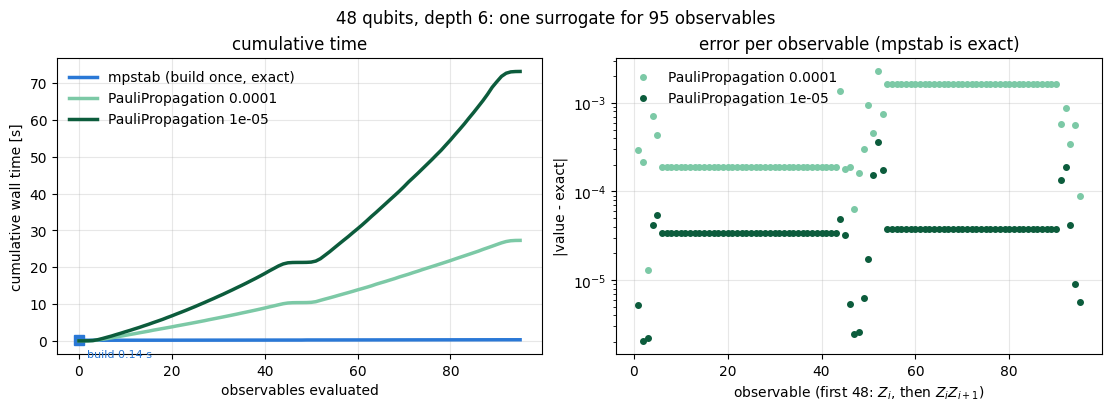 48 qubits, depth 6: one surrogate for 95 observables
cumulative time
mpstab (build once, exact)
PauliPropagation 0.0001
PauliPropagation 1e-05
cumulative wall time [s]
70
60
50
40
30
20
10
0
build 0.14 s
0 20 40 60 80
observables evaluated
error per observable (mpstab is exact)
PauliPropagation 0.0001
PauliPropagation 1e-05
|value - exact|
10⁻³
10⁻⁴
10⁻⁵
0 20 40 60 80
observable (first 48: Zᵢ, then ZᵢZᵢ₊₁)